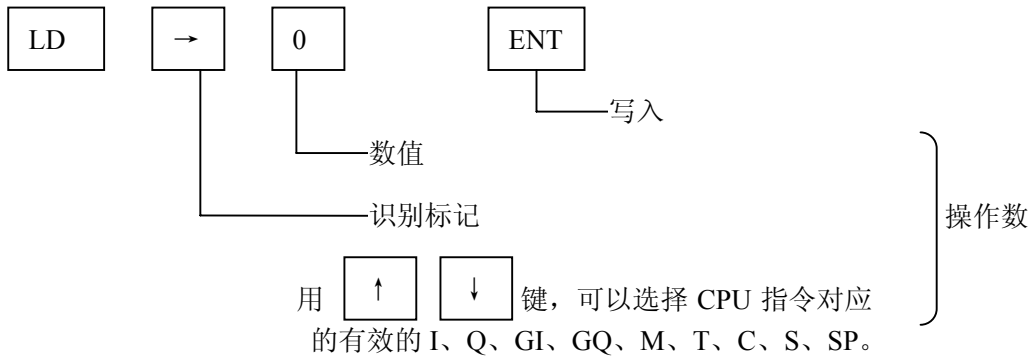 LD → 0 ENT
写入
数值
识别标记
操作数
用 ↑ ↓ 键，可以选择 CPU 指令对应
的有效的 I、Q、GI、GQ、M、T、C、S、SP。